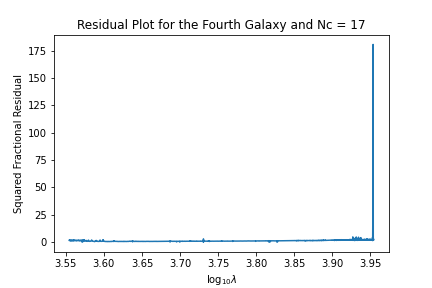 Residual Plot for the Fourth Galaxy and Nc = 17
175
150
125
100
75
50
25
0
Squared Fractional Residual
3.55 3.60 3.65 3.70 3.75 3.80 3.85 3.90 3.95
log₁₀λ